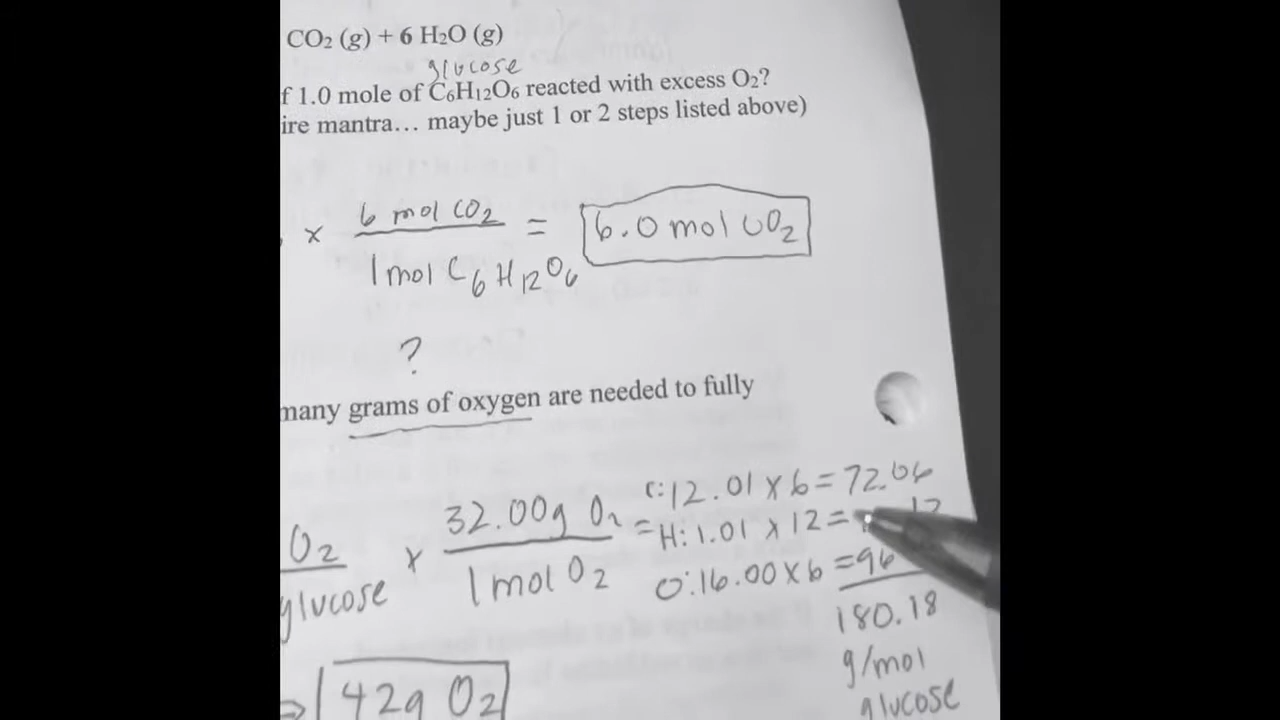 CO2 (g) + 6 H2O (g)
glucose
f 1.0 mole of C6H12O6 reacted with excess O2?
ire mantra… maybe just 1 or 2 steps listed above)
x 6 mol CO2 = 6.0 mol CO2
1 mol C6H12O6
?
many grams of oxygen are needed to fully
C: 12.01 x 6 = 72.06
O2 x 32.00g O2 = H: 1.01 x 12 =
glucose 1 mol O2 O: 16.00 x 6 = 96
180.18
g/mol
42g O2 glucose